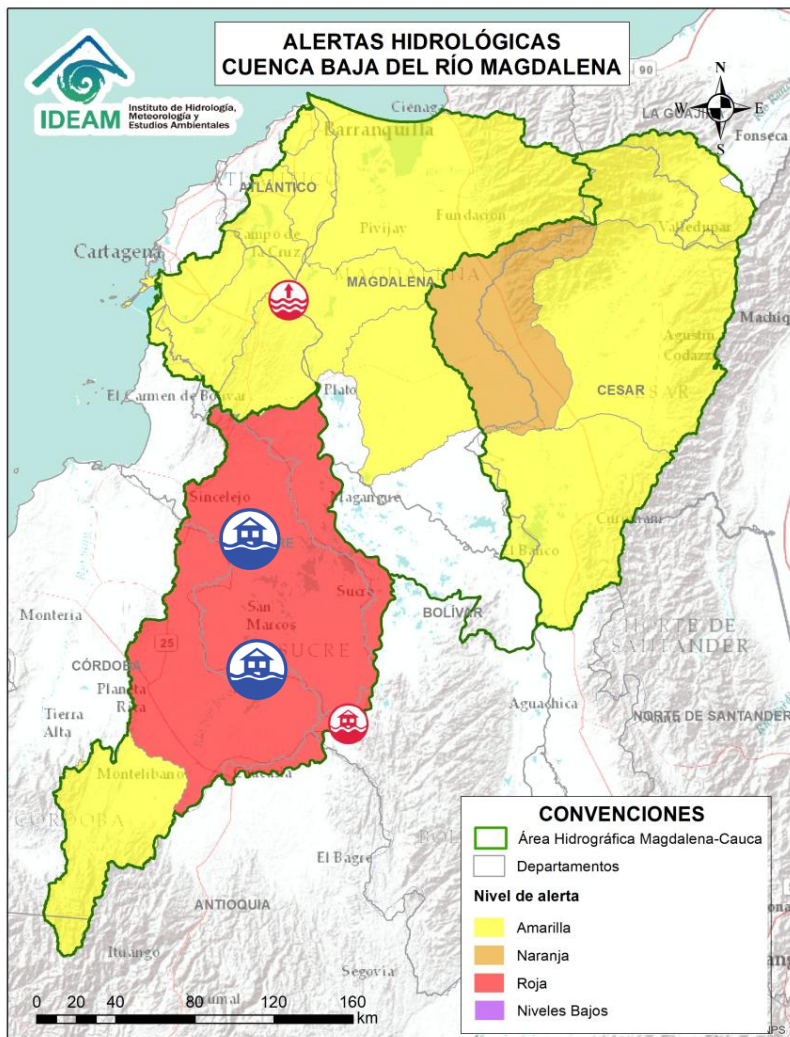 ALERTAS HIDROLÓGICAS
CUENCA BAJA DEL RÍO MAGDALENA
IDEAM
Instituto de Hidrología,
Meteorología y
Estudios Ambientales
N
W
E
S
90
Ciénaga
LA GUAJIRA
Fonseca
Barranquilla
ATLÁNTICO
Fundación
Pivijay
Valledupar
Campo de
la Cruz
Cartagena
MAGDALENA
MAGDALENA
Agustín
Codazzi
El Carmen de Bolívar
Plato
CESAR
Sincelejo
Magangué
El Banco
Sucre
San
Marcos
BOLÍVAR
Montería
25
SUCRE
NORTE DE
SANTANDER
CÓRDOBA
Planeta
Rica
Aguachica
Tierra
Alta
NORTE DE SANTANDER
Montelíbano
CÓRDOBA
El Bagre
ANTIOQUIA
Ituango
Segovia
CONVENCIONES
Área Hidrográfica Magdalena-Cauca
Departamentos
Nivel de alerta
Amarilla
Naranja
Roja
Niveles Bajos
0 20 40 80 120 160
km